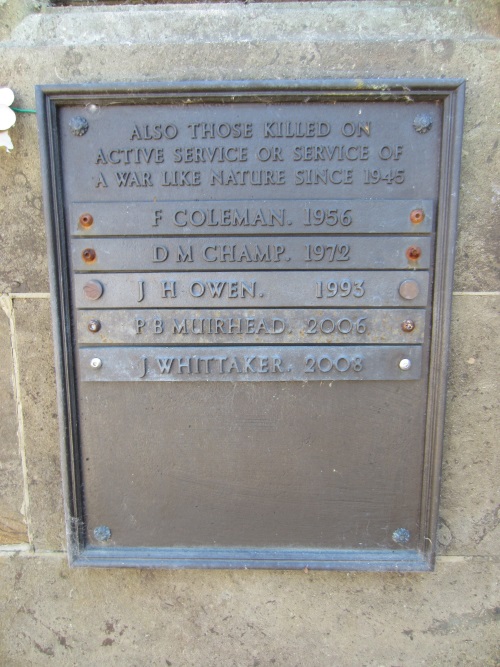 ALSO THOSE KILLED ON
ACTIVE SERVICE OR SERVICE OF
A WAR LIKE NATURE SINCE 1945
F COLEMAN. 1956
D M CHAMP. 1972
J H OWEN. 1993
P B MUIRHEAD. 2006
J WHITTAKER. 2008